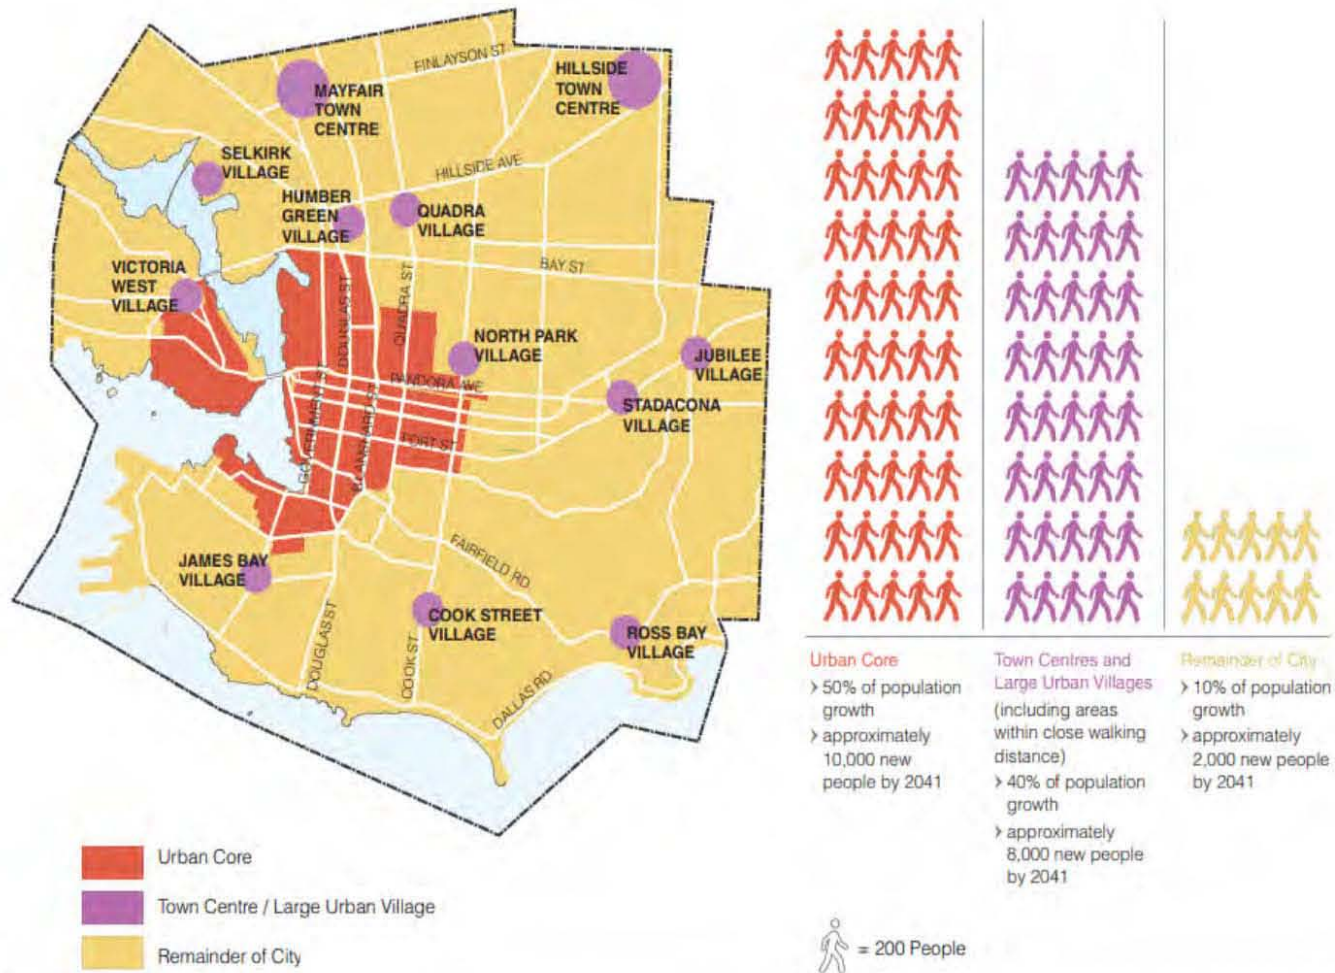 FINLAYSON ST
MAYFAIR
TOWN
CENTRE
HILLSIDE
TOWN
CENTRE
SELKIRK
VILLAGE
HILLSIDE AVE
HUMBER
GREEN
VILLAGE
QUADRA
VILLAGE
VICTORIA
WEST
VILLAGE
BAY ST
DOUGLAS ST
QUADRA ST
NORTH PARK
VILLAGE
JUBILEE
VILLAGE
PANDORA AVE
STADACONA
VILLAGE
GOVERNMENT ST
BLANSHARD ST
FORT ST
FAIRFIELD RD
JAMES BAY
VILLAGE
COOK STREET
VILLAGE
ROSS BAY
VILLAGE
DOUGLAS ST
COOK ST
DALLAS RD
Urban Core
Town Centre / Large Urban Village
Remainder of City
Urban Core
> 50% of population
growth
> approximately
10,000 new
people by 2041
Town Centres and
Large Urban Villages
(including areas
within close walking
distance)
> 40% of population
growth
> approximately
8,000 new people
by 2041
Remainder of City
> 10% of population
growth
> approximately
2,000 new people
by 2041
= 200 People